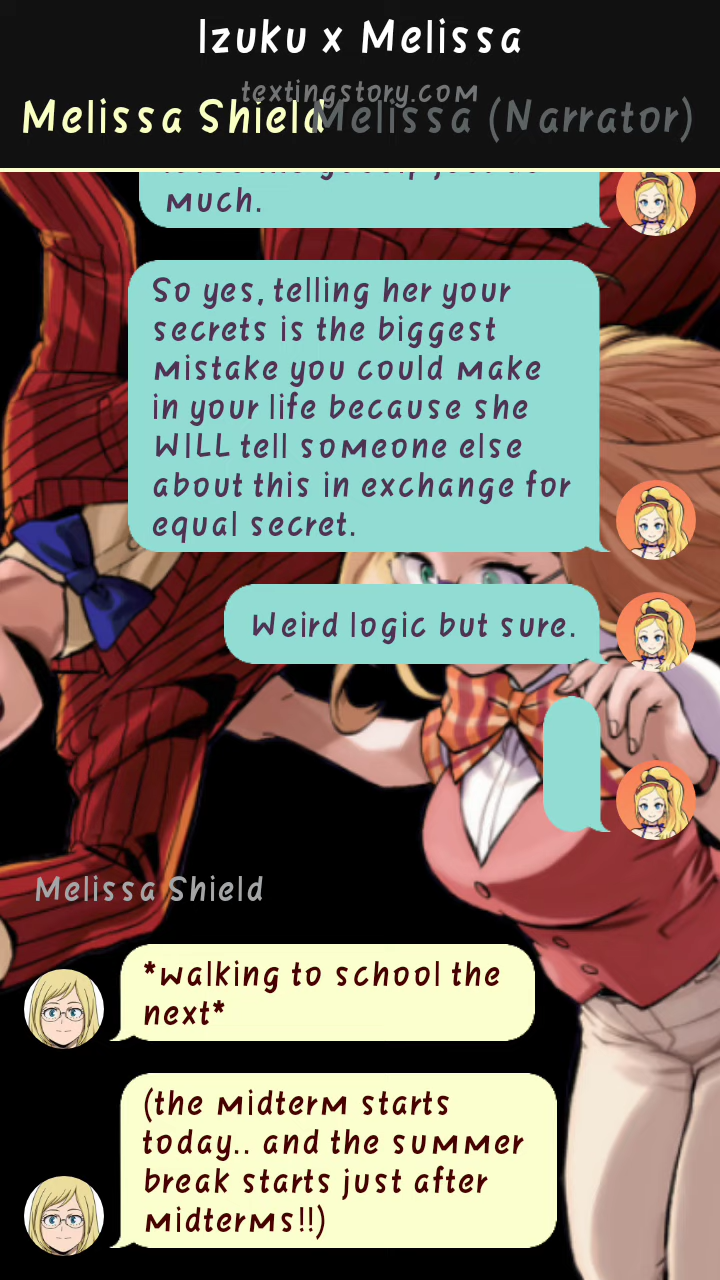 Izuku x Melissa
textingstory.com
Melissa Shield
Melissa (Narrator)
much.
So yes, telling her your
secrets is the biggest
mistake you could make
in your life because she
WILL tell someone else
about this in exchange for
equal secret.
Weird logic but sure.
Melissa Shield
*walking to school the
next*
(the midterm starts
today.. and the summer
break starts just after
midterms!!)